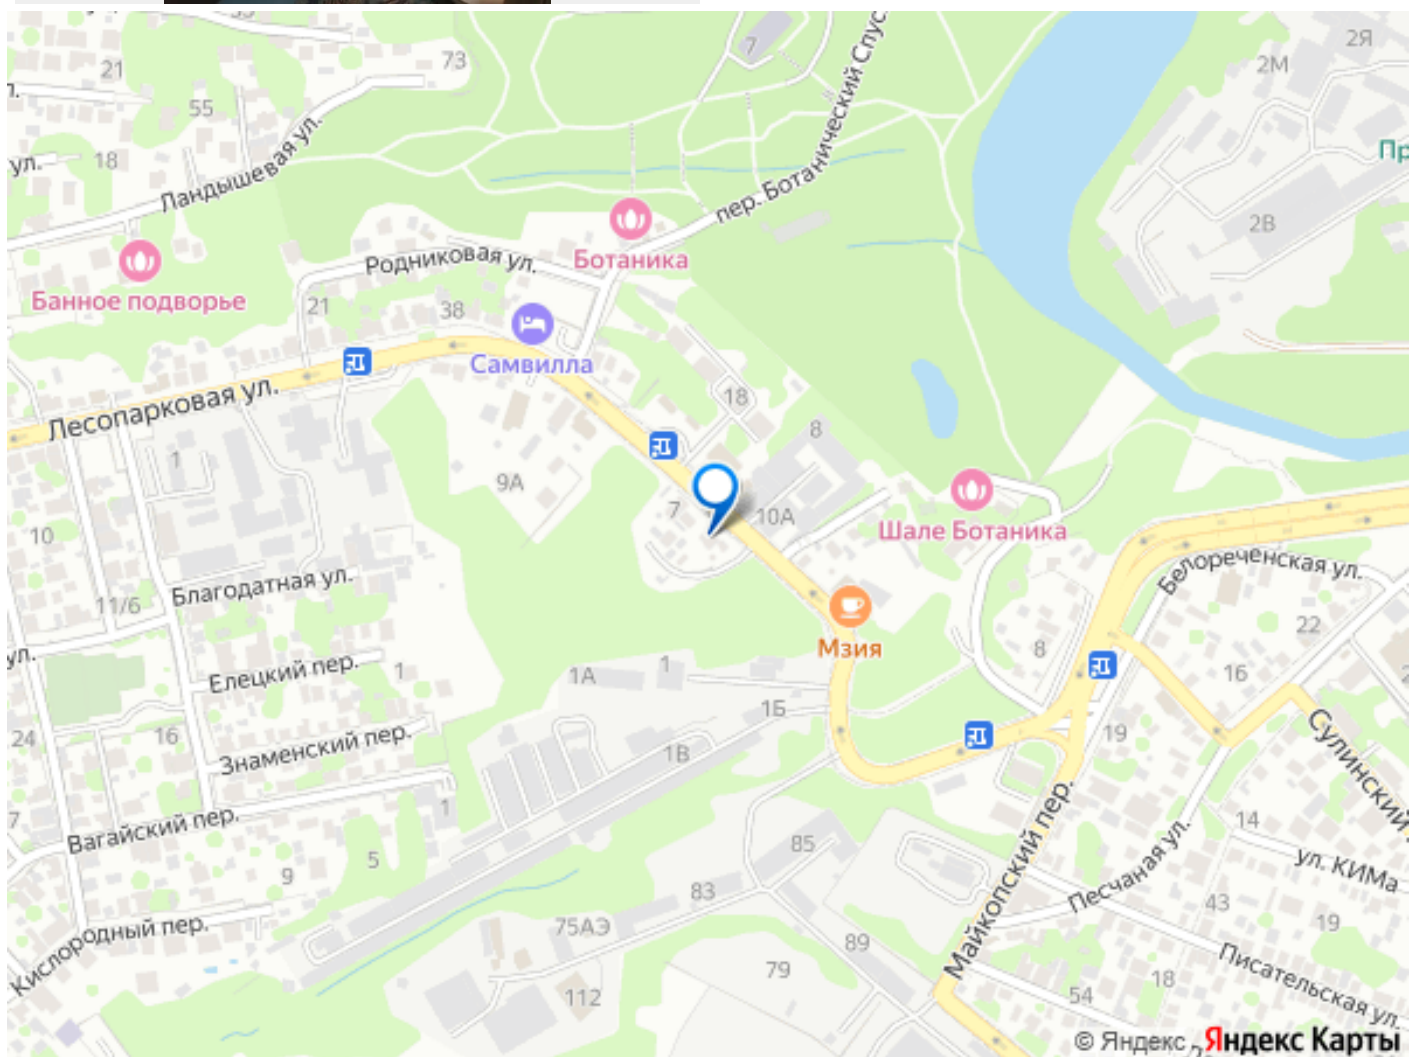 73
7
2Я
21
2М
55
ул.
18
Ландышевая ул.
пер. Ботанический Спус
Пр
2В
Ботаника
Родниковая ул.
Банное подворье
21
38
Самвилла
Лесопарковая ул.
18
8
1
9А
7
10А
Шале Ботаника
10
Белореченская ул.
Благодатная ул.
11/6
22
8
Мзия
ул.
Елецкий пер.
1
1А
1
16
1Б
24
16
Знаменский пер.
1В
19
Сулинский
1
7
Вагайский пер.
14
85
5
ул. КИМа
9
Песчаная ул.
83
43
Майкопский пер.
19
75АЭ
Кислородный пер.
89
79
18
Писательская ул.
112
54
© Яндекс Яндекс Карты